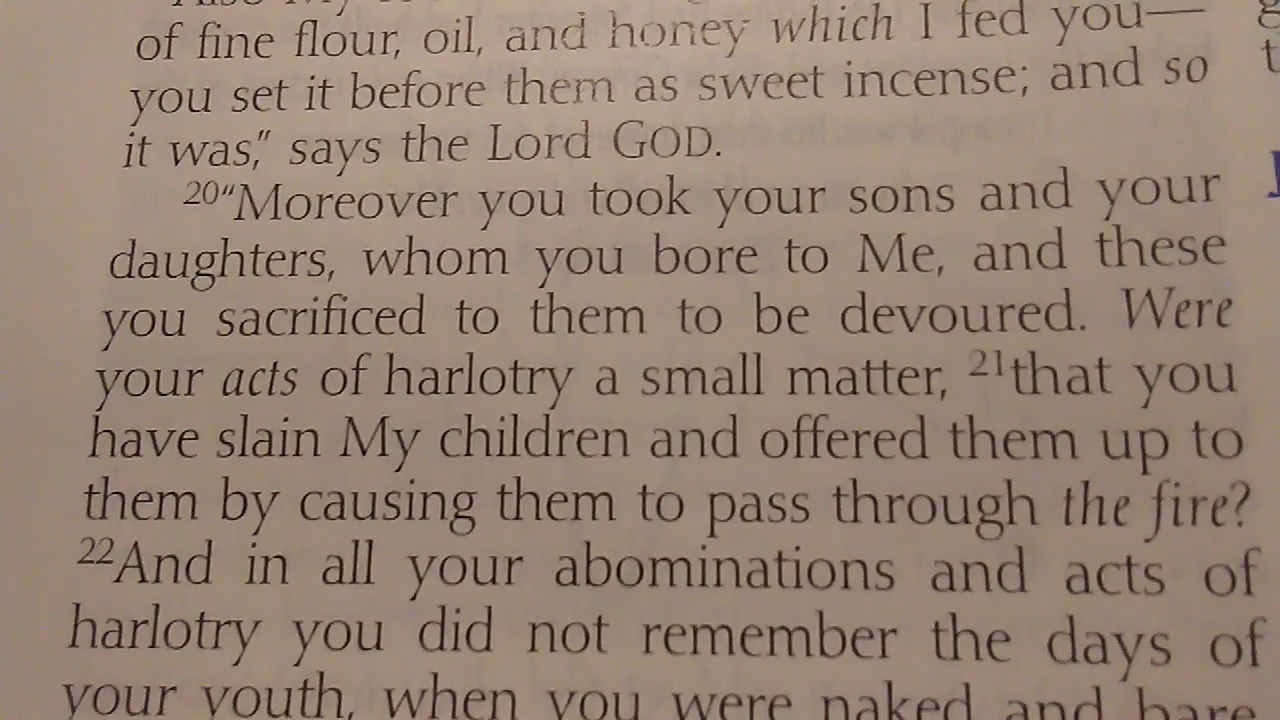 of fine flour, oil, and honey which I fed you—
you set it before them as sweet incense; and so
it was," says the Lord GOD.
20"Moreover you took your sons and your
daughters, whom you bore to Me, and these
you sacrificed to them to be devoured. Were
your acts of harlotry a small matter, 21that you
have slain My children and offered them up to
them by causing them to pass through the fire?
22And in all your abominations and acts of
harlotry you did not remember the days of
your youth, when you were naked and bare